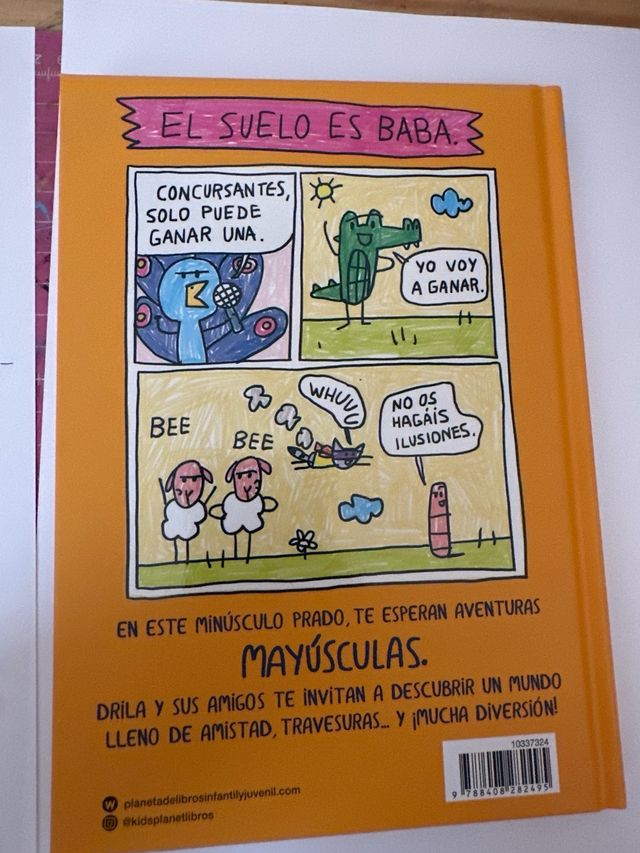 EL SUELO ES BABA.
CONCURSANTES,
SOLO PUEDE
GANAR UNA.
YO VOY
A GANAR.
BEE
BEE
WHUUU
NO OS
HAGÁIS
ILUSIONES.
EN ESTE MINÚSCULO PRADO, TE ESPERAN AVENTURAS
MAYÚSCULAS.
DRILA Y SUS AMIGOS TE INVITAN A DESCUBRIR UN MUNDO
LLENO DE AMISTAD, TRAVESURAS... Y ¡MUCHA DIVERSIÓN!
10337324
9 788408 282495
planetadelibrosinfantilyjuvenil.com
@kidsplanetlibros